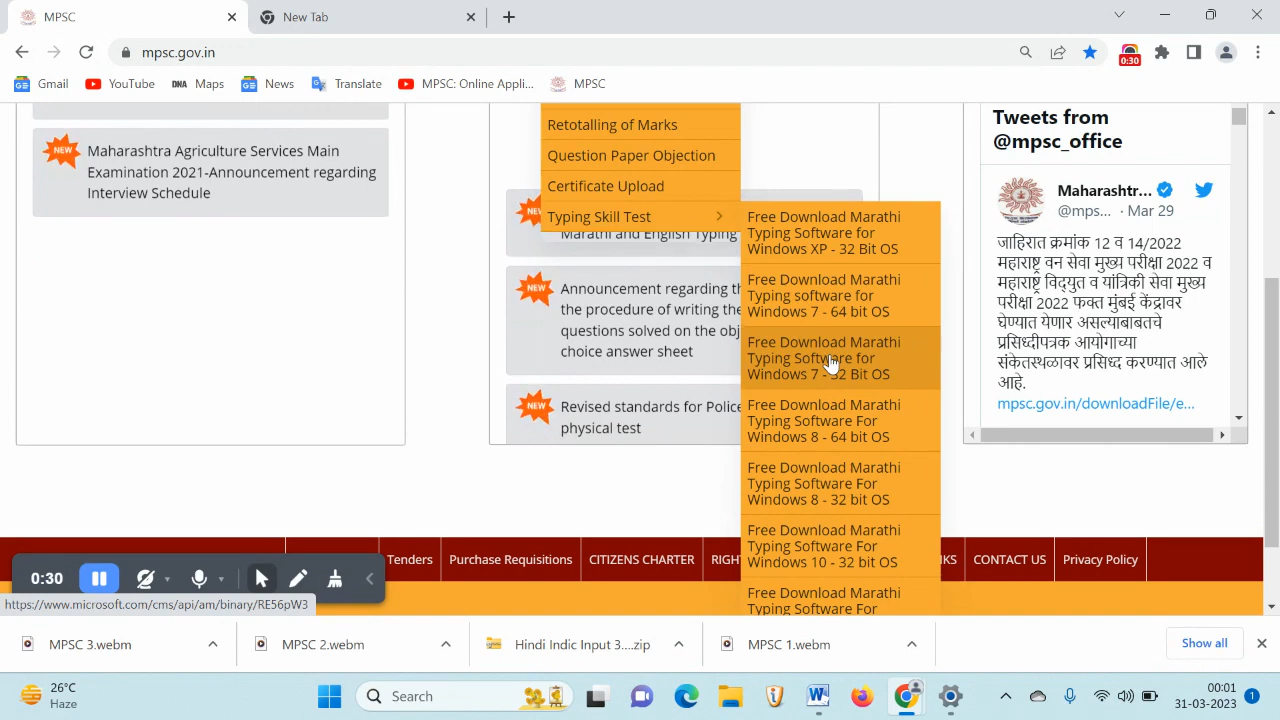 MPSC
New Tab
mpsc.gov.in
0:30
Gmail
YouTube
DNA Maps
News
Translate
MPSC: Online Appli...
MPSC
NEW
Maharashtra Agriculture Services Main
Examination 2021-Announcement regarding
Interview Schedule
Retotalling of Marks
Question Paper Objection
Certificate Upload
Typing Skill Test
Marathi and English Typing
NEW
Announcement regarding th
the procedure of writing the
questions solved on the obj
choice answer sheet
NEW
Revised standards for Police
physical test
Free Download Marathi
Typing Software for
Windows XP - 32 Bit OS
Free Download Marathi
Typing software for
Windows 7 - 64 bit OS
Free Download Marathi
Typing Software for
Windows 7 - 32 Bit OS
Free Download Marathi
Typing Software For
Windows 8 - 64 bit OS
Free Download Marathi
Typing Software For
Windows 8 - 32 bit OS
Free Download Marathi
Typing Software For
Windows 10 - 32 bit OS
Free Download Marathi
Typing Software For
Tweets from
@mpsc_office
Maharashtr...
@mps... · Mar 29
जाहिरात क्रमांक 12 व 14/2022
महाराष्ट्र वन सेवा मुख्य परीक्षा 2022 व
महाराष्ट्र विद्युत व यांत्रिकी सेवा मुख्य
परीक्षा 2022 फक्त मुंबई केंद्रावर
घेण्यात येणार असल्याबाबतचे
प्रसिध्दीपत्रक आयोगाच्या
संकेतस्थळावर प्रसिध्द करण्यात आले
आहे.
mpsc.gov.in/downloadFile/e...
Tenders
Purchase Requisitions
CITIZENS CHARTER
RIGH
KS
CONTACT US
Privacy Policy
0:30
https://www.microsoft.com/cms/api/am/binary/RE56pW3
MPSC 3.webm
MPSC 2.webm
Hindi Indic Input 3....zip
MPSC 1.webm
Show all
26°C
Haze
Search
00:01
31-03-2023
1